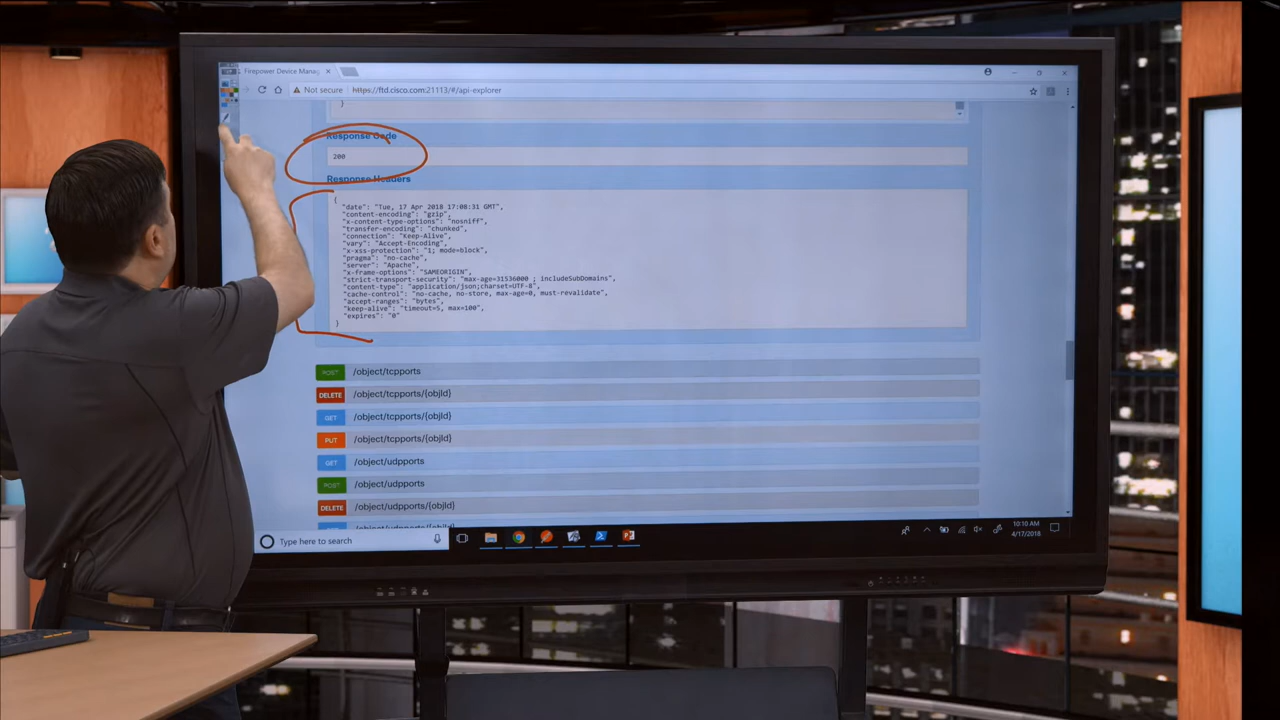 Firepower Device Manag
Not secure
https://ftd.cisco.com:21113/#/api-explorer
}
Response Code
200
Response Headers
{
"date": "Tue, 17 Apr 2018 17:08:31 GMT",
"content-encoding": "gzip",
"x-content-type-options": "nosniff",
"transfer-encoding": "chunked",
"connection": "Keep-Alive",
"vary": "Accept-Encoding",
"x-xss-protection": "1; mode=block",
"pragma": "no-cache",
"server": "Apache",
"x-frame-options": "SAMEORIGIN",
"strict-transport-security": "max-age=31536000 ; includeSubDomains",
"content-type": "application/json;charset=UTF-8",
"cache-control": "no-cache, no-store, max-age=0, must-revalidate",
"accept-ranges": "bytes",
"keep-alive": "timeout=5, max=100",
"expires": "0"
}
POST /object/tcpports
DELETE /object/tcpports/{objId}
GET /object/tcpports/{objId}
PUT /object/tcpports/{objId}
GET /object/udpports
POST /object/udpports
DELETE /object/udpports/{objId}
/object/udpports/{objId}
Type here to search
10:10 AM
4/17/2018